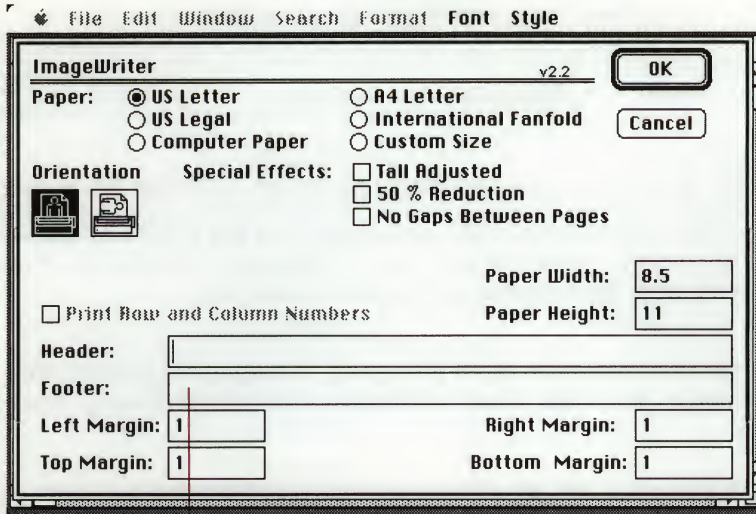 File Edit Window Search Format Font Style
ImageWriter v2.2 OK
Paper: US Letter A4 Letter
US Legal International Fanfold Cancel
Computer Paper Custom Size
Orientation Special Effects: Tall Adjusted
50 % Reduction
No Gaps Between Pages
Paper Width: 8.5
Print Row and Column Numbers Paper Height: 11
Header:
Footer:
Left Margin: 1 Right Margin: 1
Top Margin: 1 Bottom Margin: 1